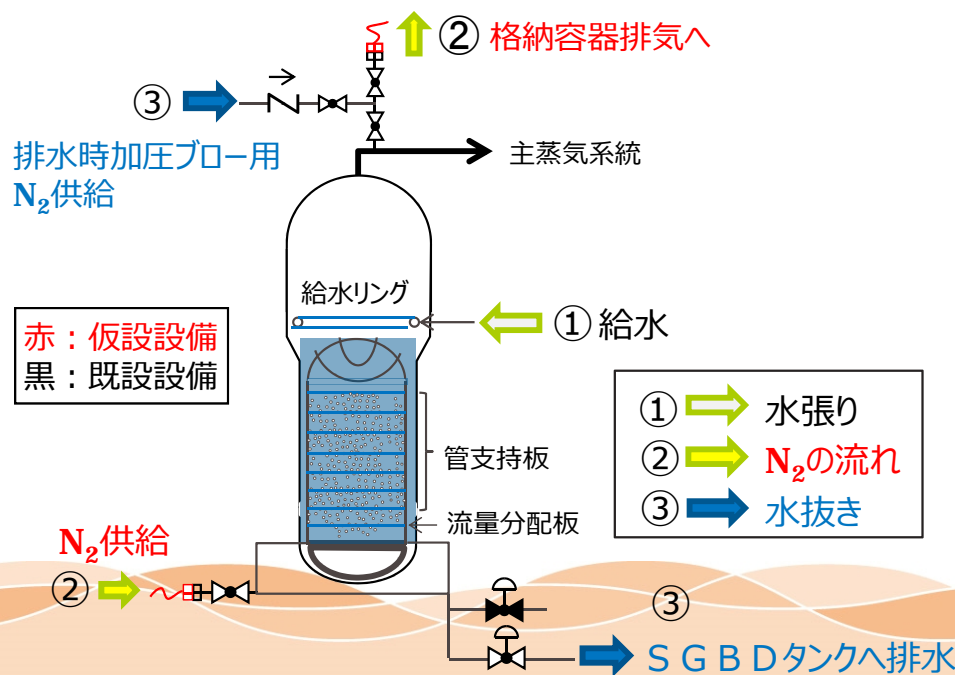 ② 格納容器排気へ
③
排水時加圧ブロー用
N₂供給
主蒸気系統
給水リング
① 給水
赤：仮設設備
黒：既設設備
① 水張り
② N₂の流れ
③ 水抜き
管支持板
流量分配板
N₂供給
②
③
ＳＧＢＤタンクへ排水